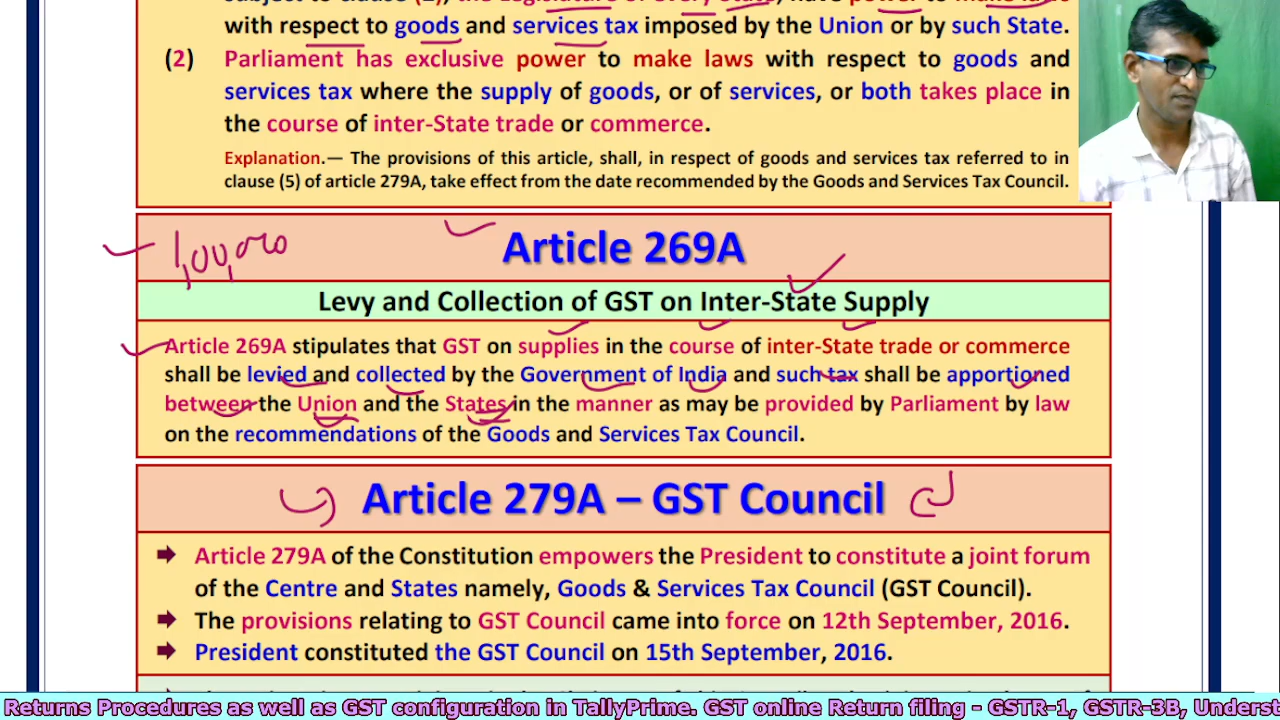 with respect to goods and services tax imposed by the Union or by such State.
(2) Parliament has exclusive power to make laws with respect to goods and
services tax where the supply of goods, or of services, or both takes place in
the course of inter-State trade or commerce.
Explanation.— The provisions of this article, shall, in respect of goods and services tax referred to in
clause (5) of article 279A, take effect from the date recommended by the Goods and Services Tax Council.
1,00,000
Article 269A
Levy and Collection of GST on Inter-State Supply
Article 269A stipulates that GST on supplies in the course of inter-State trade or commerce
shall be levied and collected by the Government of India and such tax shall be apportioned
between the Union and the States in the manner as may be provided by Parliament by law
on the recommendations of the Goods and Services Tax Council.
Article 279A – GST Council
Article 279A of the Constitution empowers the President to constitute a joint forum
of the Centre and States namely, Goods & Services Tax Council (GST Council).
The provisions relating to GST Council came into force on 12th September, 2016.
President constituted the GST Council on 15th September, 2016.
Returns Procedures as well as GST configuration in TallyPrime. GST online Return filing - GSTR-1, GSTR-3B, Underst